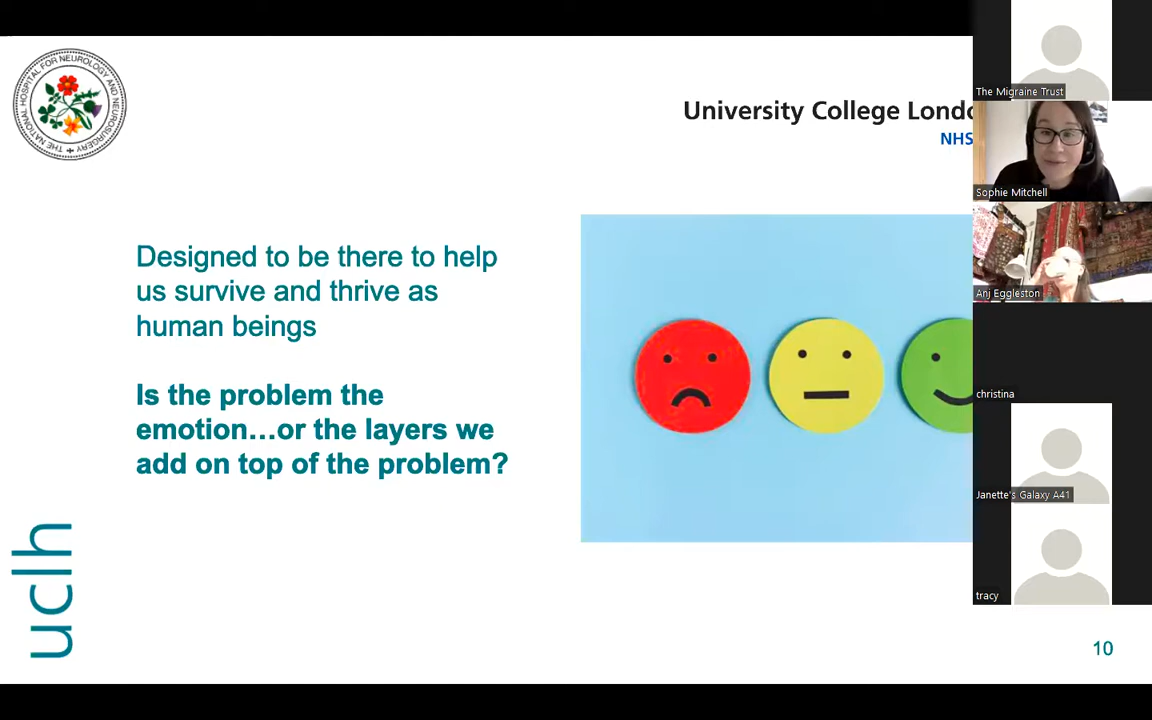 THE NATIONAL HOSPITAL FOR NEUROLOGY AND NEUROSURGERY
University College Londo
NHS
Designed to be there to help
us survive and thrive as
human beings
Is the problem the
emotion...or the layers we
add on top of the problem?
uclh
10
The Migraine Trust
Sophie Mitchell
Anj Eggleston
christina
Janette's Galaxy A41
tracy